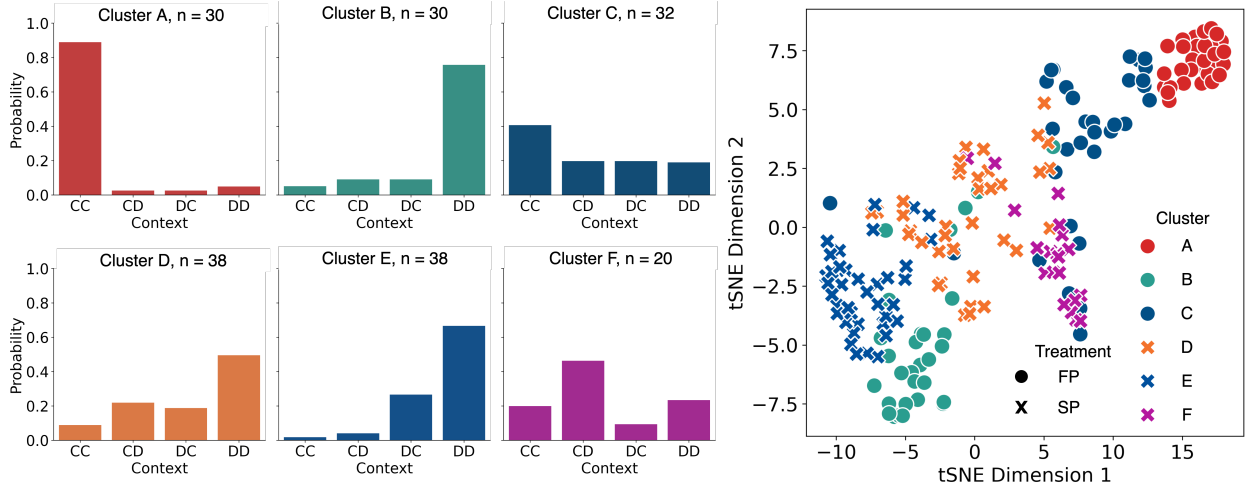 Cluster A, n = 30
Probability
1.0
0.8
0.6
0.4
0.2
0.0
CC CD DC DD
Context
Cluster B, n = 30
CC CD DC DD
Context
Cluster C, n = 32
CC CD DC DD
Context
Cluster D, n = 38
Probability
1.0
0.8
0.6
0.4
0.2
0.0
CC CD DC DD
Context
Cluster E, n = 38
CC CD DC DD
Context
Cluster F, n = 20
CC CD DC DD
Context
tSNE Dimension 2
7.5
5.0
2.5
0.0
−2.5
−5.0
−7.5
−10 −5 0 5 10 15
tSNE Dimension 1
Cluster
A
B
C
D
E
F
Treatment
FP
SP